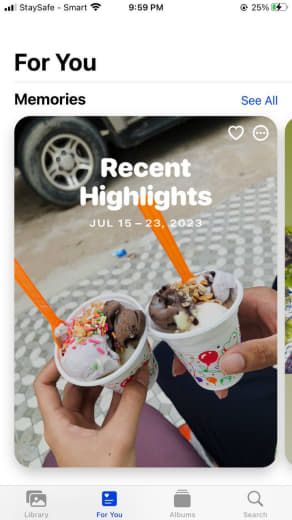 StaySafe - Smart 9:59 PM 25%
For You
Memories See All
Recent
Highlights
JUL 15 – 23, 2023
Library For You Albums Search